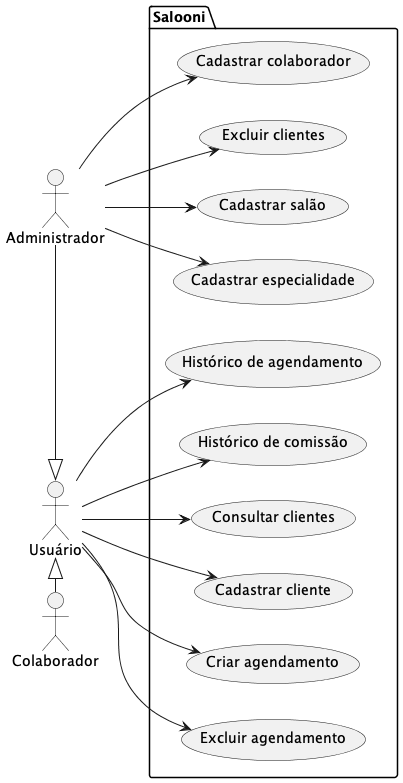 Salooni
Cadastrar colaborador
Excluir clientes
Cadastrar salão
Administrador
Cadastrar especialidade
Histórico de agendamento
Histórico de comissão
Consultar clientes
Usuário
Cadastrar cliente
Criar agendamento
Colaborador
Excluir agendamento